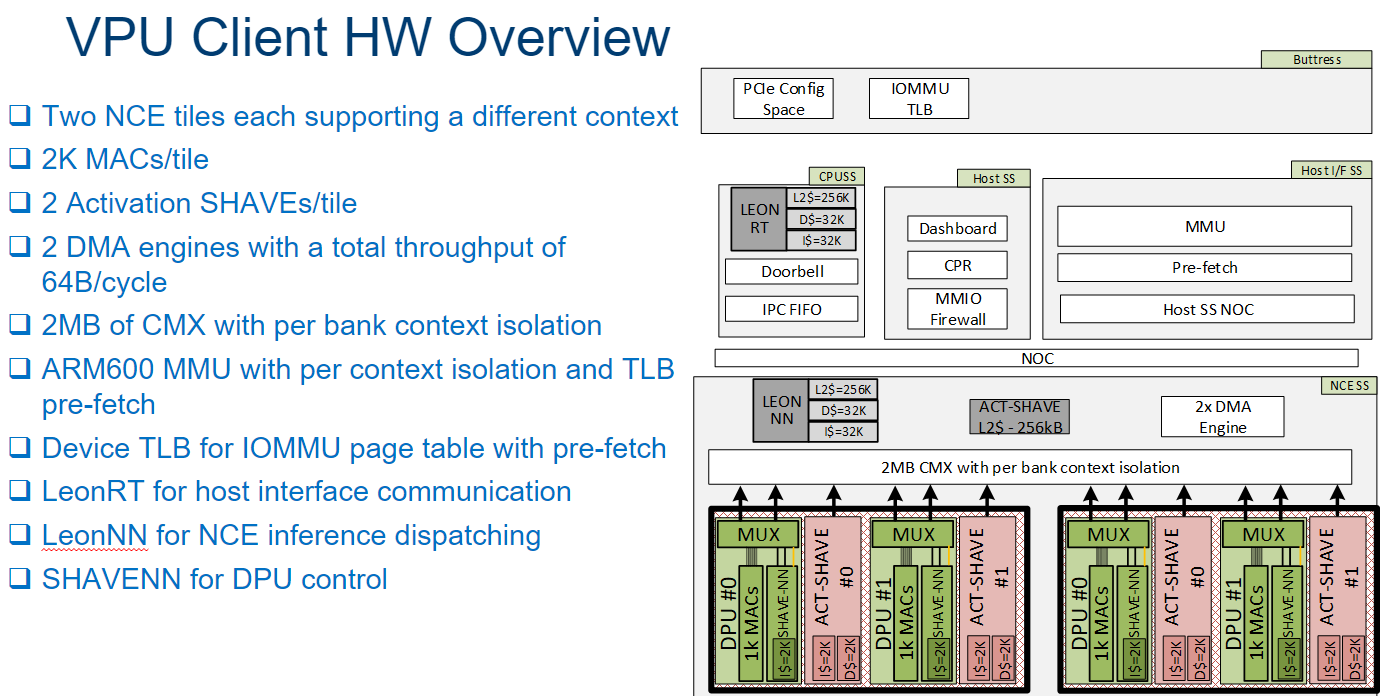 VPU Client HW Overview
Two NCE tiles each supporting a different context
2K MACs/tile
2 Activation SHAVEs/tile
2 DMA engines with a total throughput of
64B/cycle
2MB of CMX with per bank context isolation
ARM600 MMU with per context isolation and TLB
pre-fetch
Device TLB for IOMMU page table with pre-fetch
LeonRT for host interface communication
LeonNN for NCE inference dispatching
SHAVENN for DPU control
Buttress
PCIe Config
Space
IOMMU
TLB
CPUSS
LEON
RT
L2$=256K
D$=32K
I$=32K
Doorbell
IPC FIFO
Host SS
Dashboard
CPR
MMIO
Firewall
Host I/F SS
MMU
Pre-fetch
Host SS NOC
NOC
NCE SS
LEON
NN
L2$=256K
D$=32K
I$=32K
ACT-SHAVE
L2$ - 256kB
2x DMA
Engine
2MB CMX with per bank context isolation
DPU #0
MUX
1k MACs
SHAVE-NN
I$=2K
ACT-SHAVE
#0
I$=2K
D$=2K
DPU #1
MUX
1k MACs
SHAVE-NN
I$=2K
ACT-SHAVE
#1
I$=2K
D$=2K
DPU #0
MUX
1k MACs
SHAVE-NN
I$=2K
ACT-SHAVE
#0
I$=2K
D$=2K
DPU #1
MUX
1k MACs
SHAVE-NN
I$=2K
ACT-SHAVE
#1
I$=2K
D$=2K